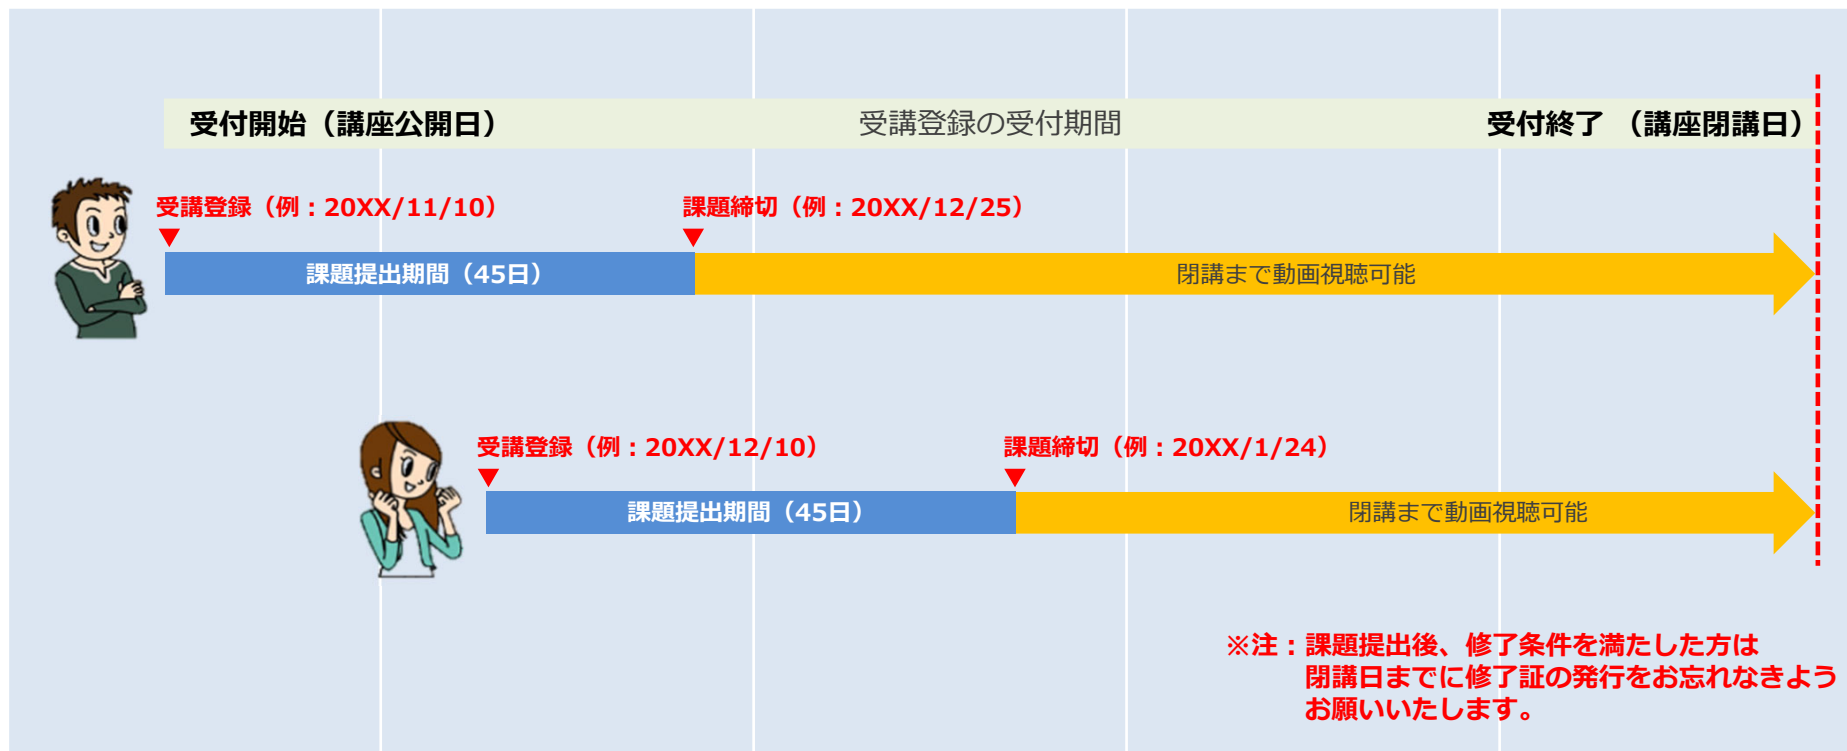 受付開始（講座公開日）
受講登録の受付期間
受付終了 （講座閉講日）
受講登録（例：20XX/11/10）
課題締切（例：20XX/12/25）
課題提出期間（45日）
閉講まで動画視聴可能
受講登録（例：20XX/12/10）
課題締切（例：20XX/1/24）
課題提出期間（45日）
閉講まで動画視聴可能
※注：課題提出後、修了条件を満たした方は
閉講日までに修了証の発行をお忘れなきよう
お願いいたします。